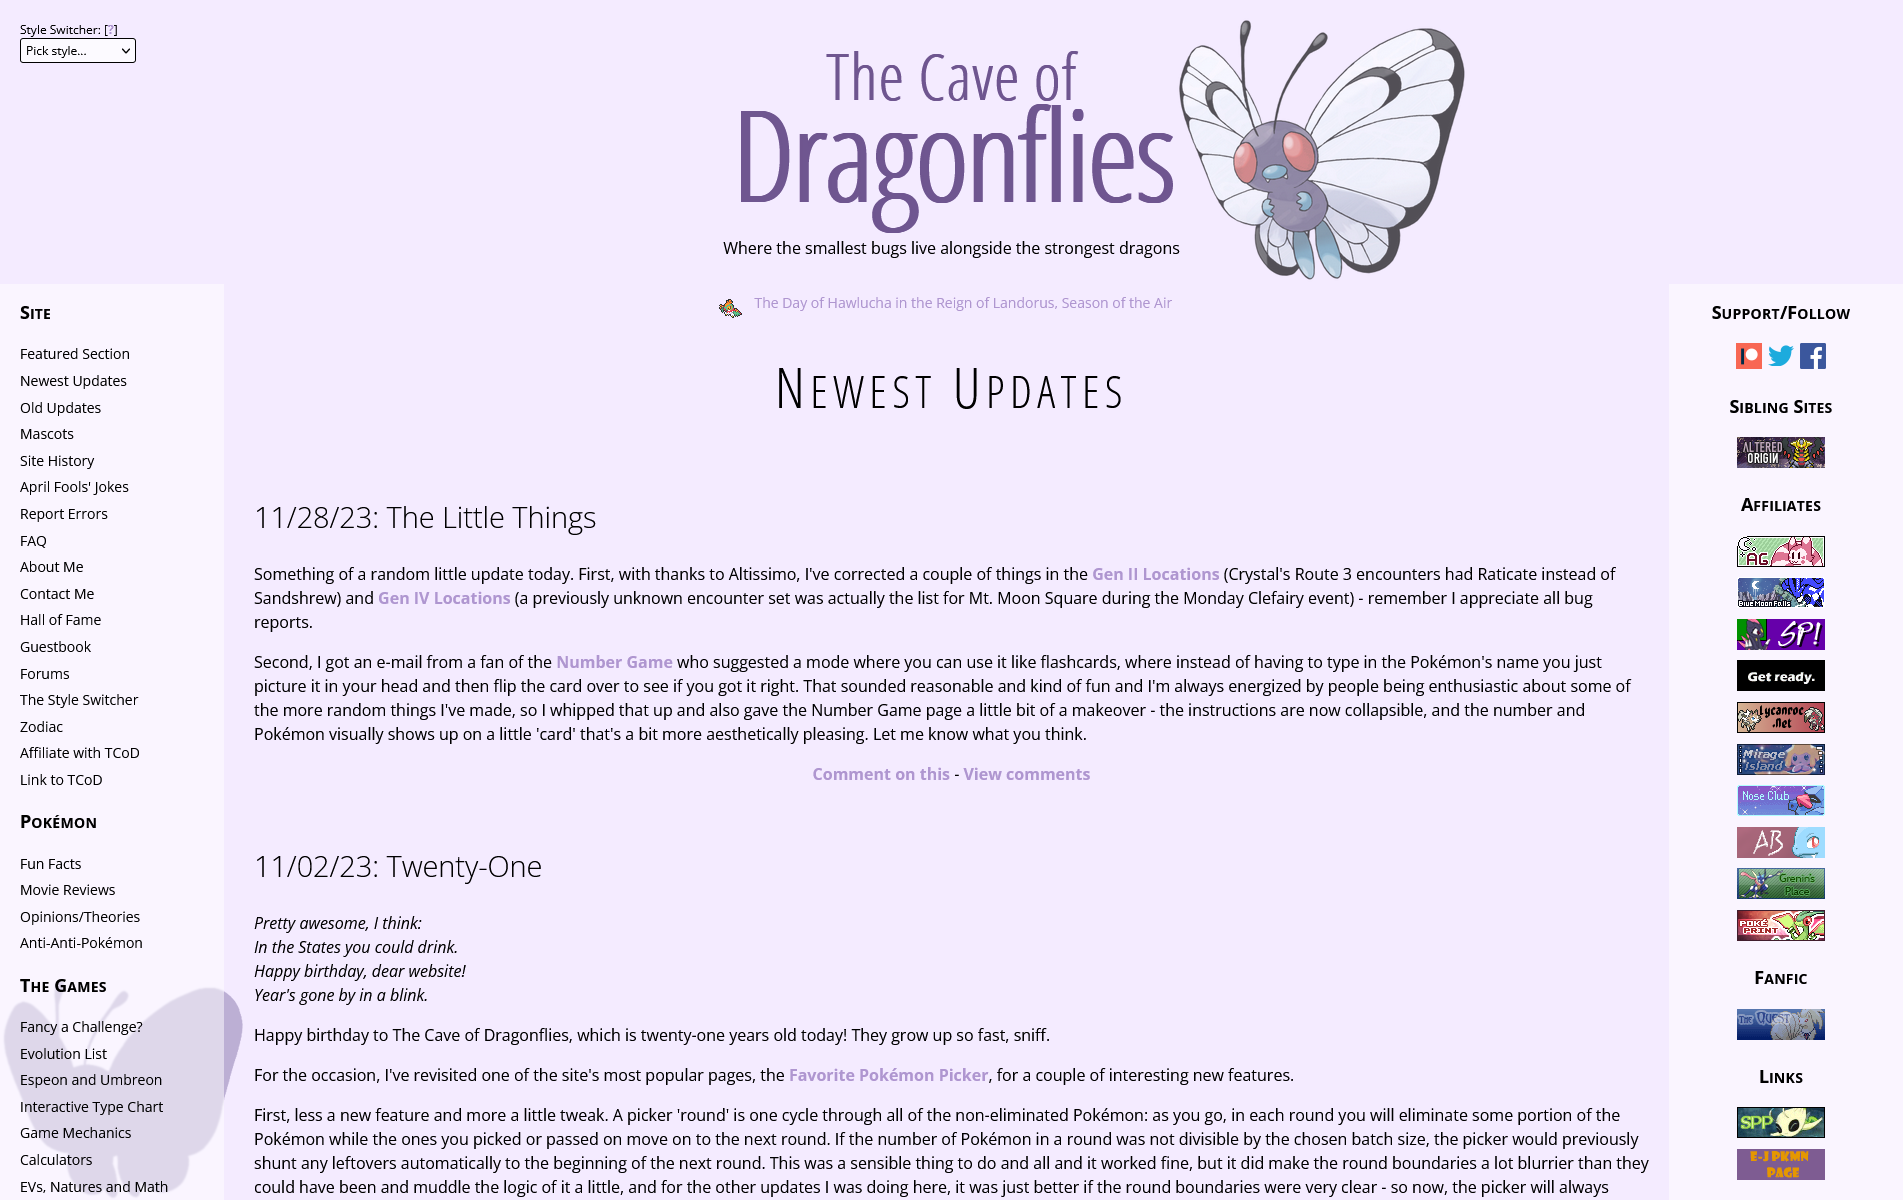 Style Switcher: [?]
Pick style...
The Cave of
Dragonflies
Where the smallest bugs live alongside the strongest dragons
The Day of Hawlucha in the Reign of Landorus, Season of the Air
SITE
Featured Section
Newest Updates
Old Updates
Mascots
Site History
April Fools' Jokes
Report Errors
FAQ
About Me
Contact Me
Hall of Fame
Guestbook
Forums
The Style Switcher
Zodiac
Affiliate with TCoD
Link to TCoD
POKÉMON
Fun Facts
Movie Reviews
Opinions/Theories
Anti-Anti-Pokémon
THE GAMES
Fancy a Challenge?
Evolution List
Espeon and Umbreon
Interactive Type Chart
Game Mechanics
Calculators
EVs, Natures and Math
NEWEST UPDATES
11/28/23: The Little Things
Something of a random little update today. First, with thanks to Altissimo, I've corrected a couple of things in the Gen II Locations (Crystal's Route 3 encounters had Raticate instead of
Sandshrew) and Gen IV Locations (a previously unknown encounter set was actually the list for Mt. Moon Square during the Monday Clefairy event) - remember I appreciate all bug
reports.
Second, I got an e-mail from a fan of the Number Game who suggested a mode where you can use it like flashcards, where instead of having to type in the Pokémon's name you just
picture it in your head and then flip the card over to see if you got it right. That sounded reasonable and kind of fun and I'm always energized by people being enthusiastic about some of
the more random things I've made, so I whipped that up and also gave the Number Game page a little bit of a makeover - the instructions are now collapsible, and the number and
Pokémon visually shows up on a little 'card' that's a bit more aesthetically pleasing. Let me know what you think.
Comment on this - View comments
11/02/23: Twenty-One
Pretty awesome, I think:
In the States you could drink.
Happy birthday, dear website!
Year's gone by in a blink.
Happy birthday to The Cave of Dragonflies, which is twenty-one years old today! They grow up so fast, sniff.
For the occasion, I've revisited one of the site's most popular pages, the Favorite Pokémon Picker, for a couple of interesting new features.
First, less a new feature and more a little tweak. A picker 'round' is one cycle through all of the non-eliminated Pokémon: as you go, in each round you will eliminate some portion of the
Pokémon while the ones you picked or passed on move on to the next round. If the number of Pokémon in a round was not divisible by the chosen batch size, the picker would previously
shunt any leftovers automatically to the beginning of the next round. This was a sensible thing to do and all and it worked fine, but it did make the round boundaries a lot blurrier than they
could have been and muddle the logic of it a little, and for the other updates I was doing here, it was just better if the round boundaries were very clear - so now, the picker will always
SUPPORT/FOLLOW
SIBLING SITES
ALTERED
ORIGIN
AFFILIATES
AG
Blue Moon Falls
SP!
Get ready.
Lycanroc
.net
Mirage
Island
Nose Club
AB
Grenin's
Place
POKÉ
PRINT
FANFIC
THE QUEST
LINKS
SPP
E-J PKMN
PAGE